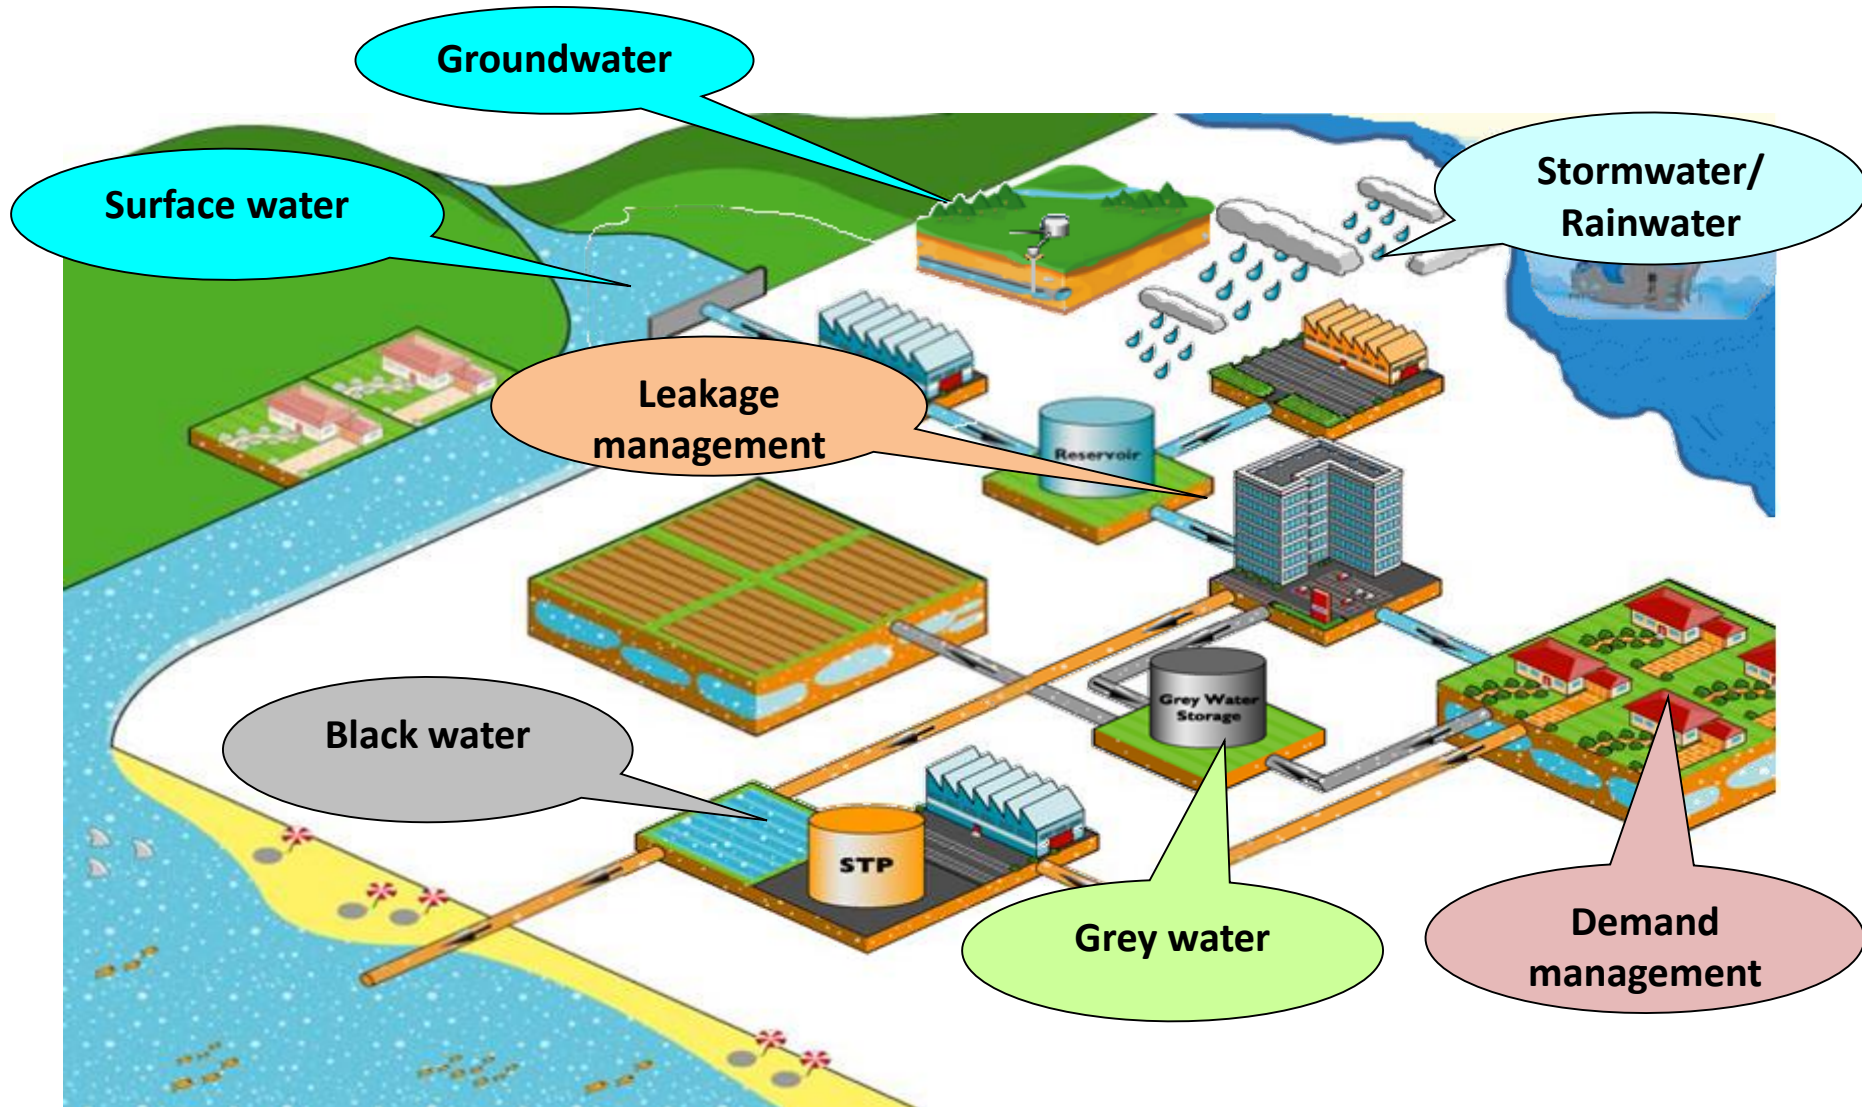 Groundwater
Surface water
Stormwater/
Rainwater
Leakage
management
Reservoir
Grey Water
Storage
Black water
STP
Grey water
Demand
management